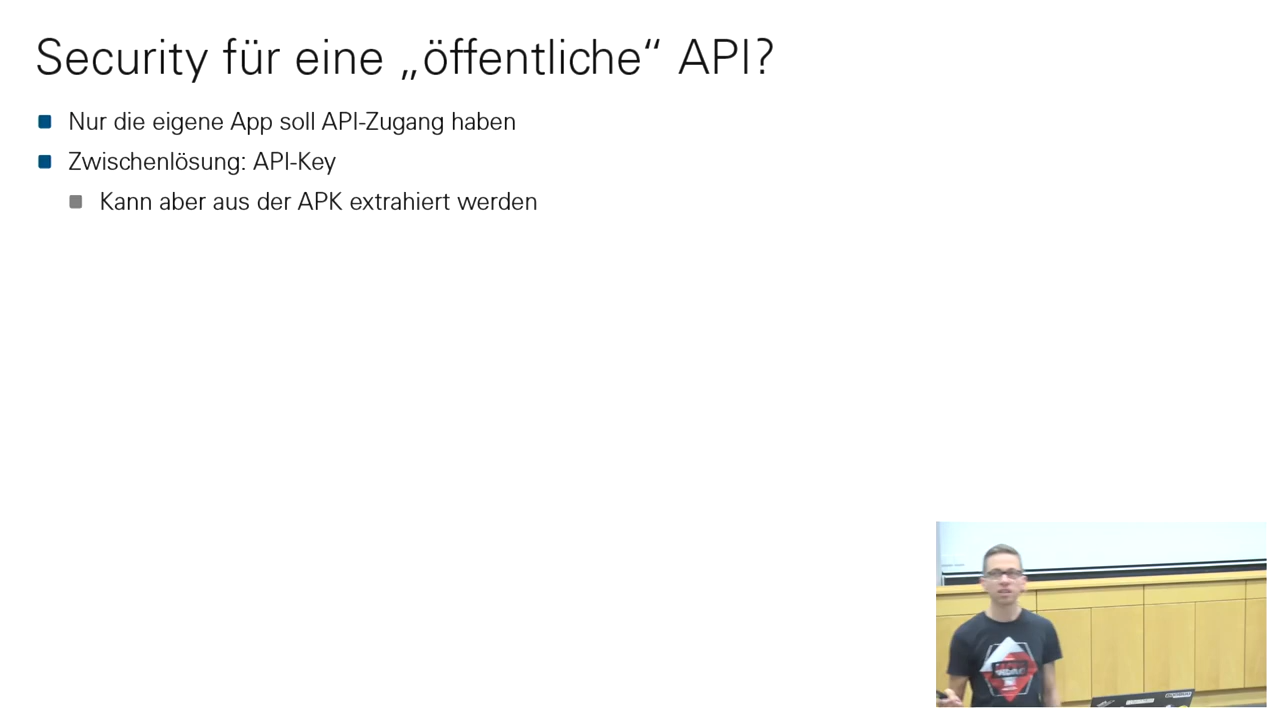 Security für eine „öffentliche“ API?
Nur die eigene App soll API-Zugang haben
Zwischenlösung: API-Key
Kann aber aus der APK extrahiert werden